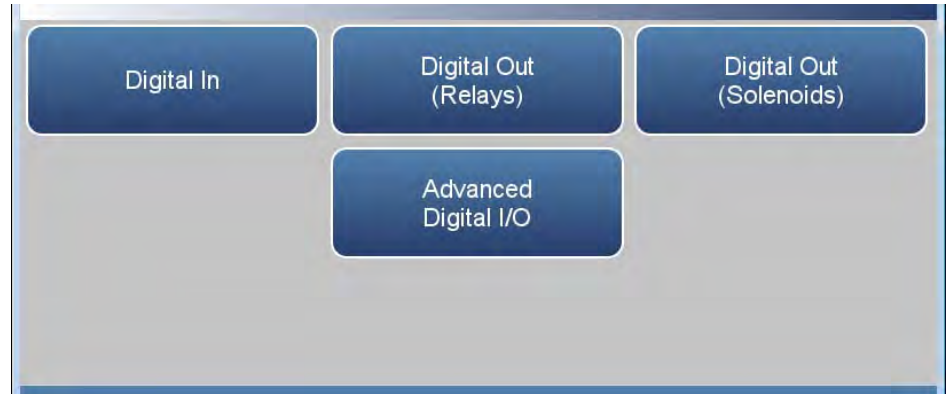 Digital In
Digital Out
(Relays)
Digital Out
(Solenoids)
Advanced
Digital I/O